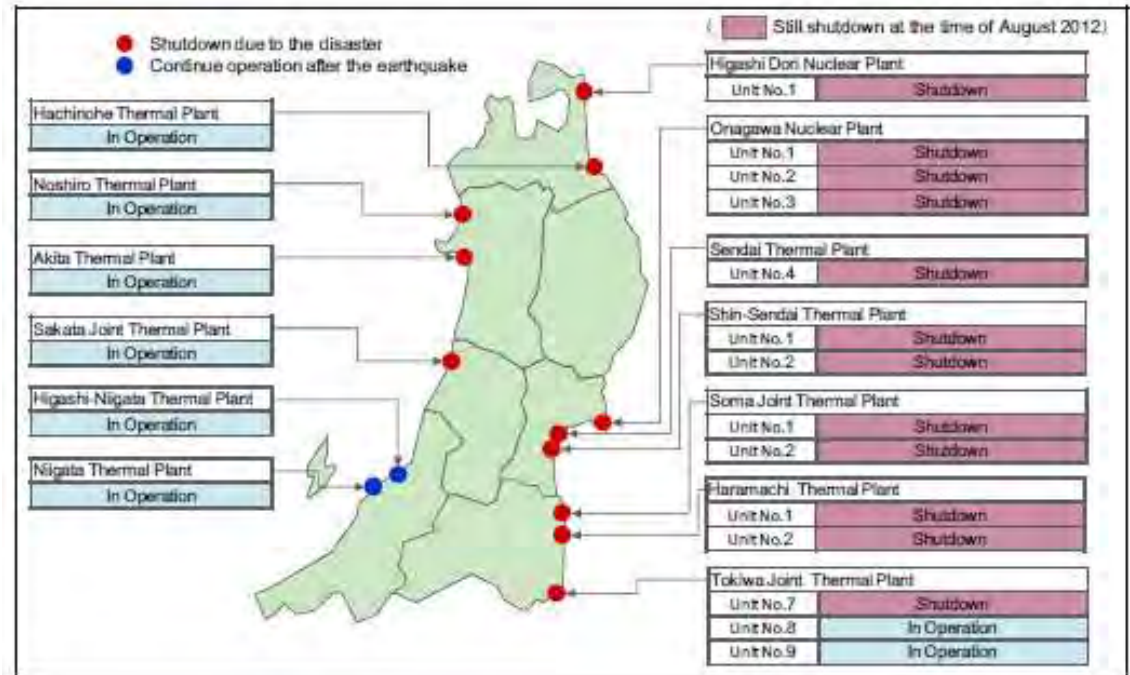 ( Still shutdown at the time of August 2012)
Shutdown due to the disaster
Continue operation after the earthquake
Hachinohe Thermal Plant
In Operation
Noshiro Thermal Plant
In Operation
Akita Thermal Plant
In Operation
Sakata Joint Thermal Plant
In Operation
Higashi-Niigata Thermal Plant
In Operation
Niigata Thermal Plant
In Operation
Higashi Dori Nuclear Plant
Unit No.1 Shutdown
Onagawa Nuclear Plant
Unit No.1 Shutdown
Unit No.2 Shutdown
Unit No.3 Shutdown
Sendai Thermal Plant
Unit No.4 Shutdown
Shin-Sendai Thermal Plant
Unit No.1 Shutdown
Unit No.2 Shutdown
Soma Joint Thermal Plant
Unit No.1 Shutdown
Unit No.2 Shutdown
Haramachi Thermal Plant
Unit No.1 Shutdown
Unit No.2 Shutdown
Tokiwa Joint Thermal Plant
Unit No.7 Shutdown
Unit No.8 In Operation
Unit No.9 In Operation